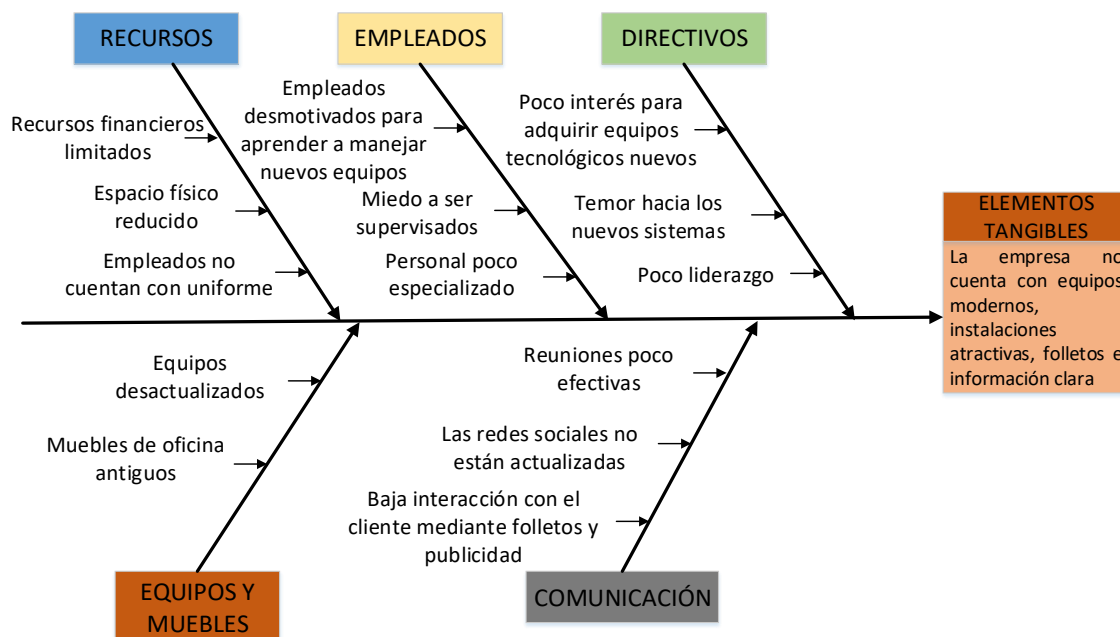 RECURSOS
EMPLEADOS
DIRECTIVOS
Recursos financieros
limitados
Espacio físico
reducido
Empleados no
cuentan con uniforme
Empleados
desmotivados para
aprender a manejar
nuevos equipos
Miedo a ser
supervisados
Personal poco
especializado
Poco interés para
adquirir equipos
tecnológicos nuevos
Temor hacia los
nuevos sistemas
Poco liderazgo
ELEMENTOS
TANGIBLES
La empresa no
cuenta con equipos
modernos,
instalaciones
atractivas, folletos e
información clara
Equipos
desactualizados
Muebles de oficina
antiguos
Reuniones poco
efectivas
Las redes sociales no
están actualizadas
Baja interacción con el
cliente mediante folletos y
publicidad
EQUIPOS Y
MUEBLES
COMUNICACIÓN